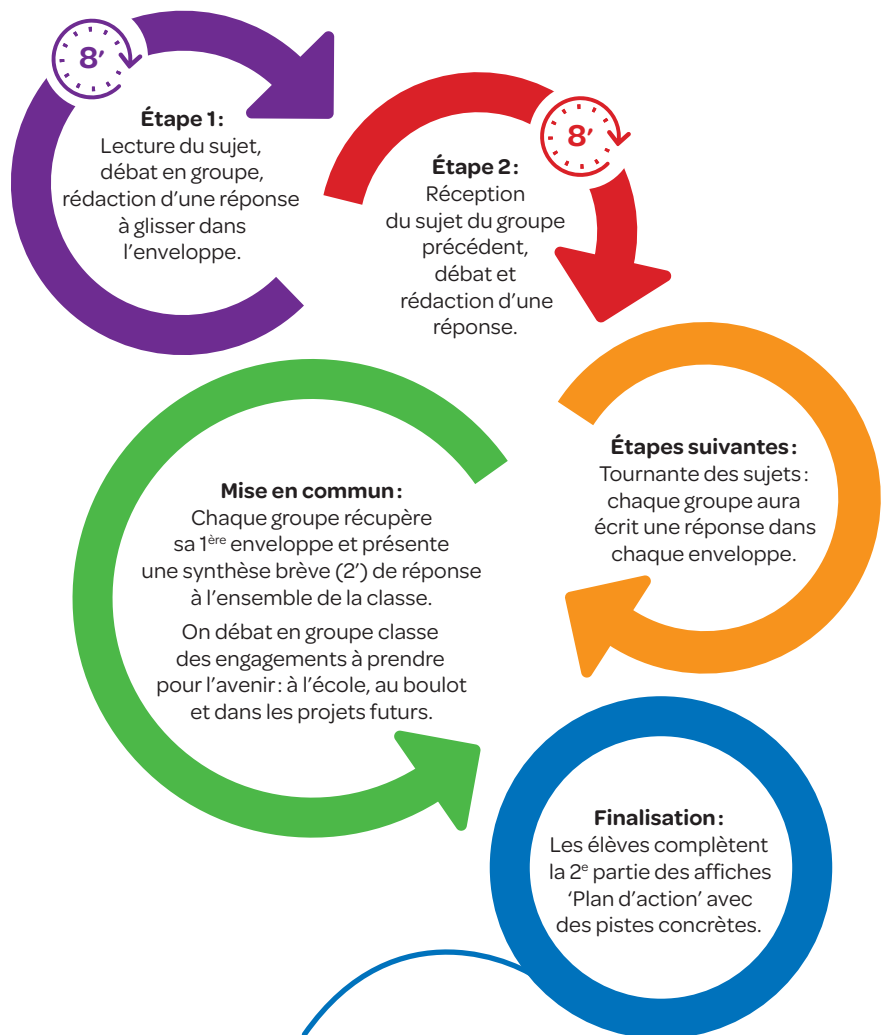 8’
Étape 1 :
Lecture du sujet,
débat en groupe,
rédaction d’une réponse
à glisser dans
l’enveloppe.
8’
Étape 2 :
Réception
du sujet du groupe
précédent,
débat et
rédaction d’une
réponse.
Étapes suivantes :
Tournante des sujets :
chaque groupe aura
écrit une réponse dans
chaque enveloppe.
Mise en commun :
Chaque groupe récupère
sa 1ère enveloppe et présente
une synthèse brève (2’) de réponse
à l’ensemble de la classe.
On débat en groupe classe
des engagements à prendre
pour l’avenir : à l’école, au boulot
et dans les projets futurs.
Finalisation :
Les élèves complètent
la 2e partie des affiches
‘Plan d’action’ avec
des pistes concrètes.